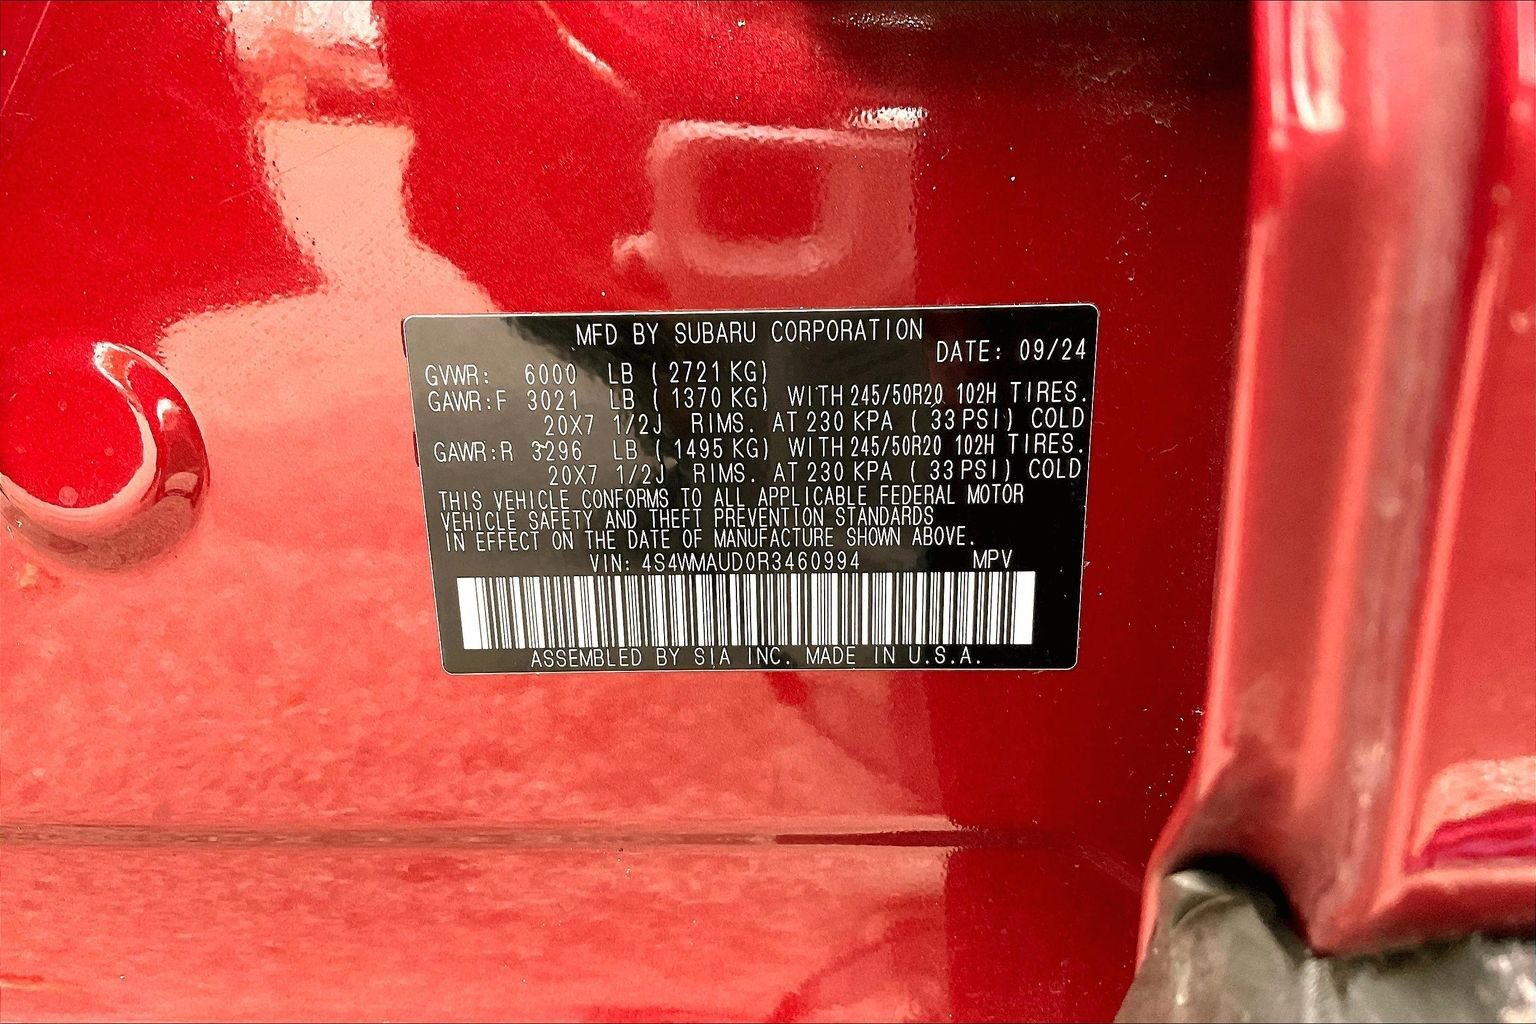 MFD BY SUBARU CORPORATION
DATE: 09/24
GVWR: 6000 LB ( 2721 KG)
GAWR:F 3021 LB ( 1370 KG) WITH 245/50R20 102H TIRES.
20X7 1/2J RIMS. AT 230 KPA ( 33 PSI) COLD
GAWR:R 3296 LB ( 1495 KG) WITH 245/50R20 102H TIRES.
20X7 1/2J RIMS. AT 230 KPA ( 33 PSI) COLD
THIS VEHICLE CONFORMS TO ALL APPLICABLE FEDERAL MOTOR
VEHICLE SAFETY AND THEFT PREVENTION STANDARDS
IN EFFECT ON THE DATE OF MANUFACTURE SHOWN ABOVE.
VIN: 4S4WMAUD0R3460994 MPV
ASSEMBLED BY SIA INC. MADE IN U.S.A.